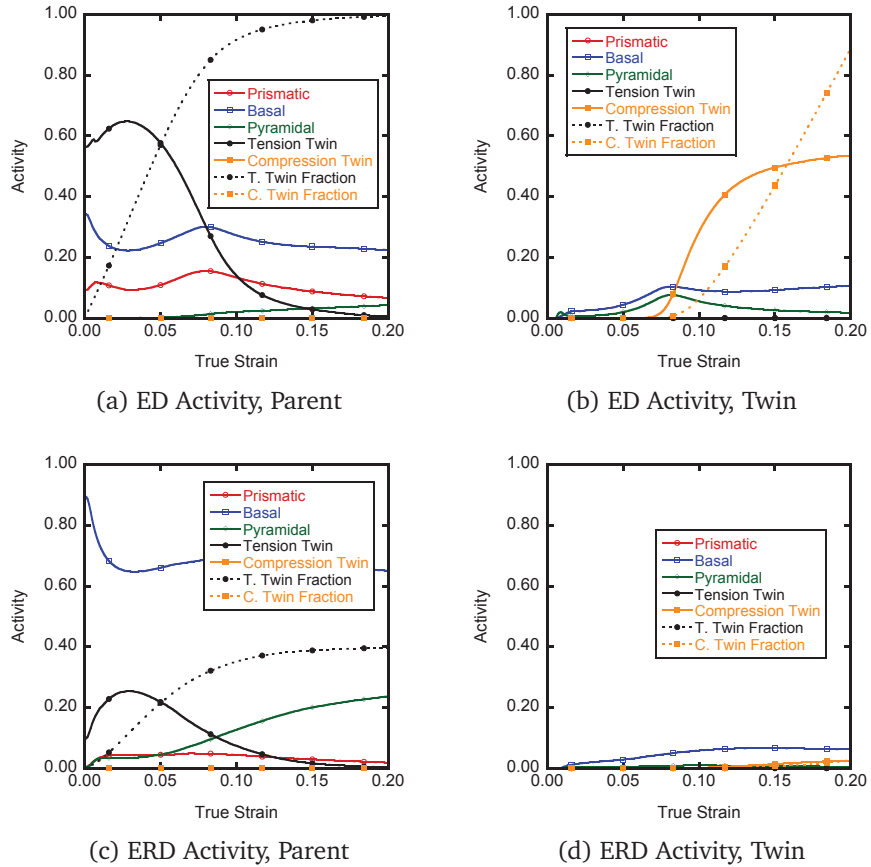 1.00
0.80
0.60
0.40
0.20
0.00
Activity
Prismatic
Basal
Pyramidal
Tension Twin
Compression Twin
T. Twin Fraction
C. Twin Fraction
0.00 0.05 0.10 0.15 0.20
True Strain
(a) ED Activity, Parent
1.00
0.80
0.60
0.40
0.20
0.00
Activity
Prismatic
Basal
Pyramidal
Tension Twin
Compression Twin
T. Twin Fraction
C. Twin Fraction
0.00 0.05 0.10 0.15 0.20
True Strain
(b) ED Activity, Twin
1.00
0.80
0.60
0.40
0.20
0.00
Activity
Prismatic
Basal
Pyramidal
Tension Twin
Compression Twin
T. Twin Fraction
C. Twin Fraction
0.00 0.05 0.10 0.15 0.20
True Strain
(c) ERD Activity, Parent
1.00
0.80
0.60
0.40
0.20
0.00
Activity
Prismatic
Basal
Pyramidal
Tension Twin
Compression Twin
T. Twin Fraction
C. Twin Fraction
0.00 0.05 0.10 0.15 0.20
True Strain
(d) ERD Activity, Twin